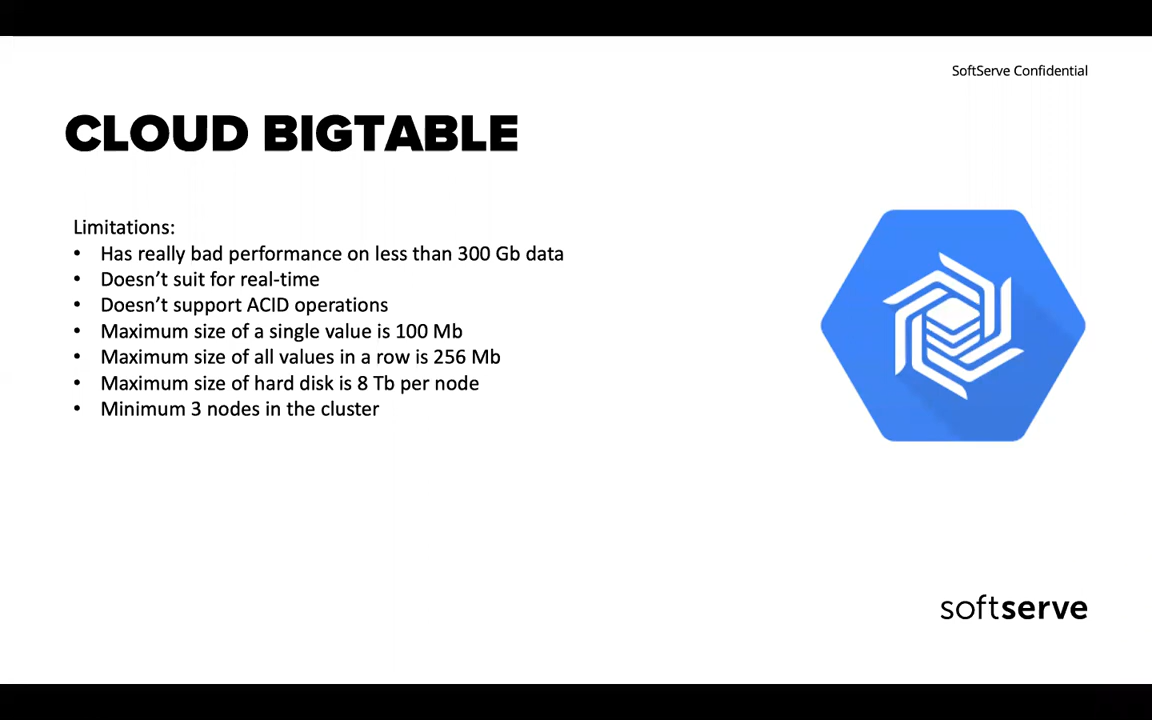 SoftServe Confidential
CLOUD BIGTABLE
Limitations:
• Has really bad performance on less than 300 Gb data
• Doesn’t suit for real-time
• Doesn’t support ACID operations
• Maximum size of a single value is 100 Mb
• Maximum size of all values in a row is 256 Mb
• Maximum size of hard disk is 8 Tb per node
• Minimum 3 nodes in the cluster
softserve